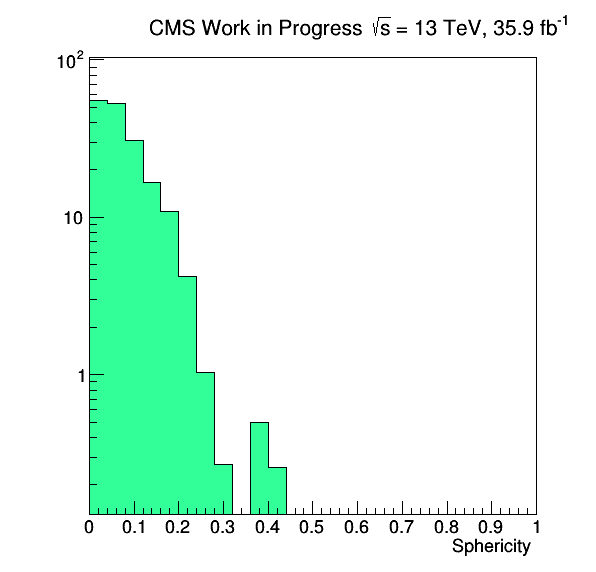 CMS Work in Progress √s = 13 TeV, 35.9 fb⁻¹
10²
10
1
0 0.1 0.2 0.3 0.4 0.5 0.6 0.7 0.8 0.9 1
Sphericity